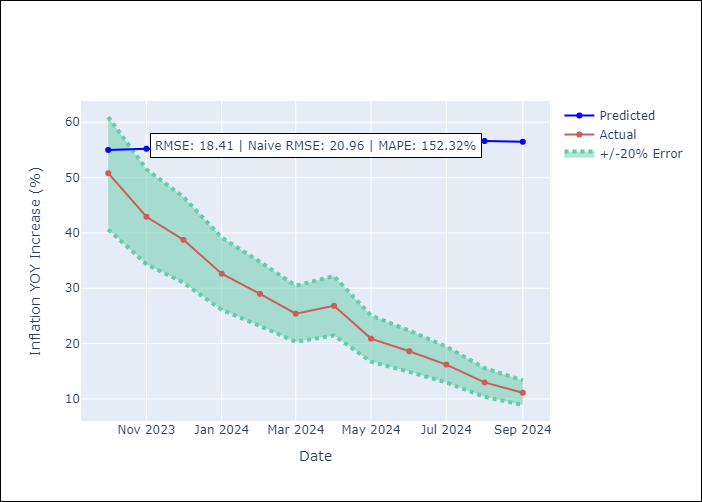 RMSE: 18.41 | Naive RMSE: 20.96 | MAPE: 152.32%
Predicted
Actual
+/-20% Error
Inflation YOY Increase (%)
60
50
40
30
20
10
Nov 2023
Jan 2024
Mar 2024
May 2024
Jul 2024
Sep 2024
Date